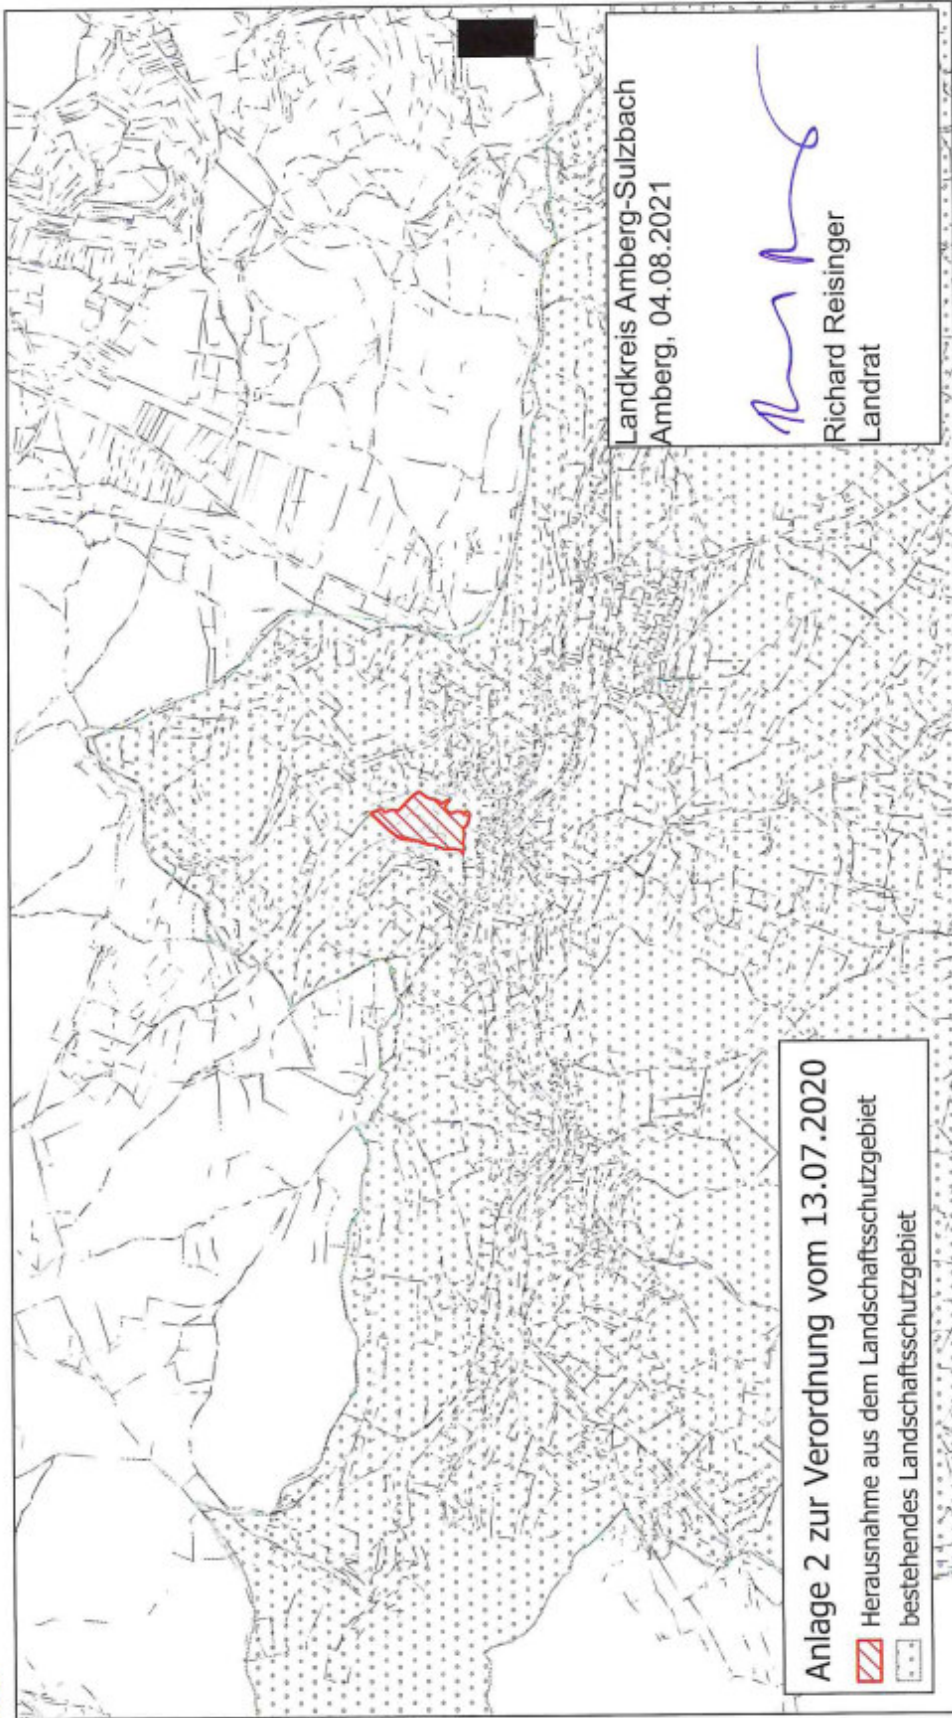 Landkreis Amberg-Sulzbach
Amberg, 04.08.2021
Richard Reisinger
Landrat
Anlage 2 zur Verordnung vom 13.07.2020
Herausnahme aus dem Landschaftsschutzgebiet
bestehendes Landschaftsschutzgebiet